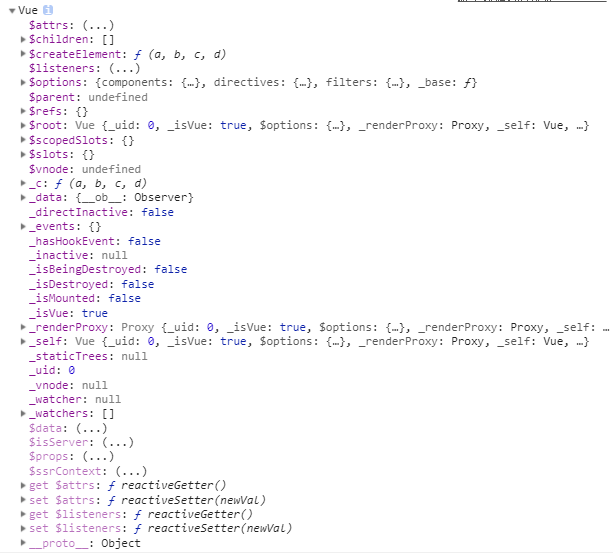 Vue i
$attrs: (...)
$children: []
$createElement: ƒ (a, b, c, d)
$listeners: (...)
$options: {components: {…}, directives: {…}, filters: {…}, _base: ƒ}
$parent: undefined
$refs: {}
$root: Vue {_uid: 0, _isVue: true, $options: {…}, _renderProxy: Proxy, _self: Vue, …}
$scopedSlots: {}
$slots: {}
$vnode: undefined
_c: ƒ (a, b, c, d)
_data: {__ob__: Observer}
_directInactive: false
_events: {}
_hasHookEvent: false
_inactive: null
_isBeingDestroyed: false
_isDestroyed: false
_isMounted: false
_isVue: true
_renderProxy: Proxy {_uid: 0, _isVue: true, $options: {…}, _renderProxy: Proxy, _self: 
_self: Vue {_uid: 0, _isVue: true, $options: {…}, _renderProxy: Proxy, _self: Vue, …}
_staticTrees: null
_uid: 0
_vnode: null
_watcher: null
_watchers: []
$data: (...)
$isServer: (...)
$props: (...)
$ssrContext: (...)
get $attrs: ƒ reactiveGetter()
set $attrs: ƒ reactiveSetter(newVal)
get $listeners: ƒ reactiveGetter()
set $listeners: ƒ reactiveSetter(newVal)
__proto__: Object